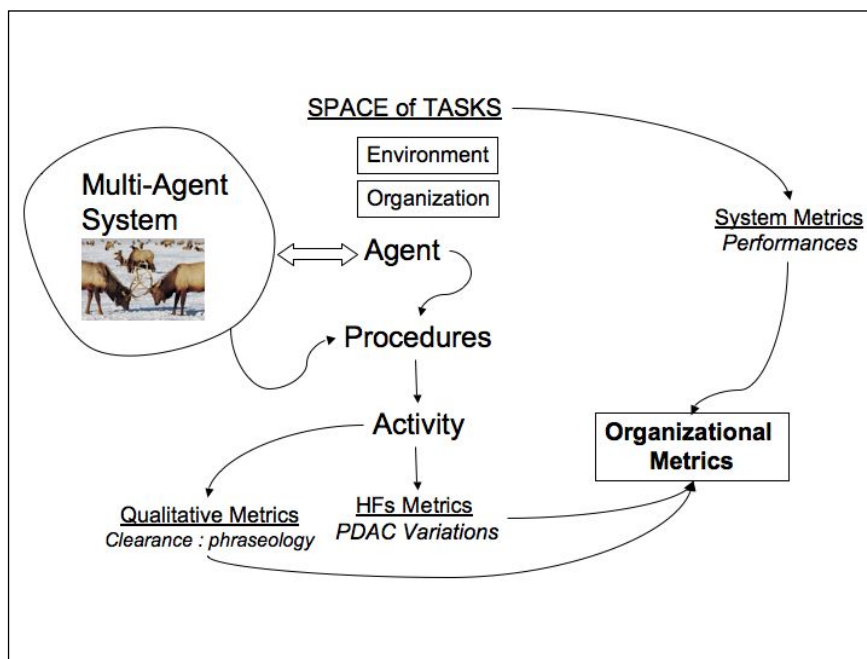 SPACE of TASKS
Environment
Organization
Multi-Agent
System
Agent
System Metrics
Performances
Procedures
Activity
Organizational
Metrics
Qualitative Metrics
Clearance : phraseology
HFs Metrics
PDAC Variations